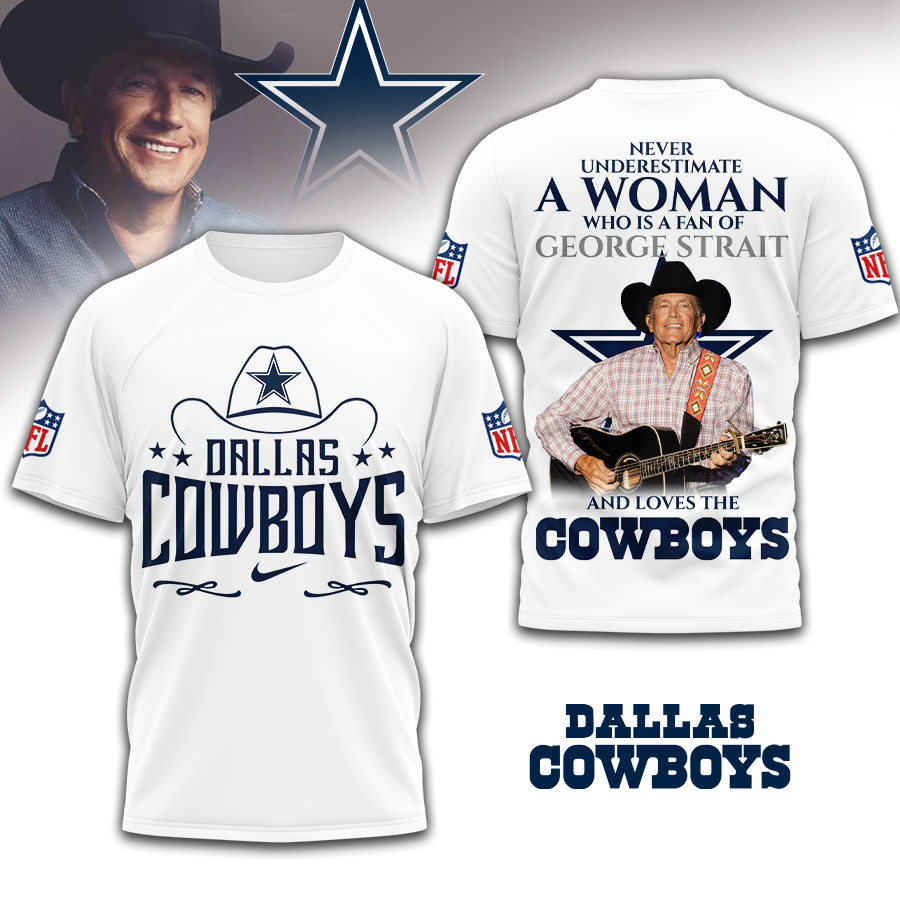 NEVER
UNDERESTIMATE
A WOMAN
WHO IS A FAN OF
GEORGE STRAIT
AND LOVES THE
COWBOYS
NFL
NFL
DALLAS
COWBOYS
NFL
NFL
DALLAS
COWBOYS